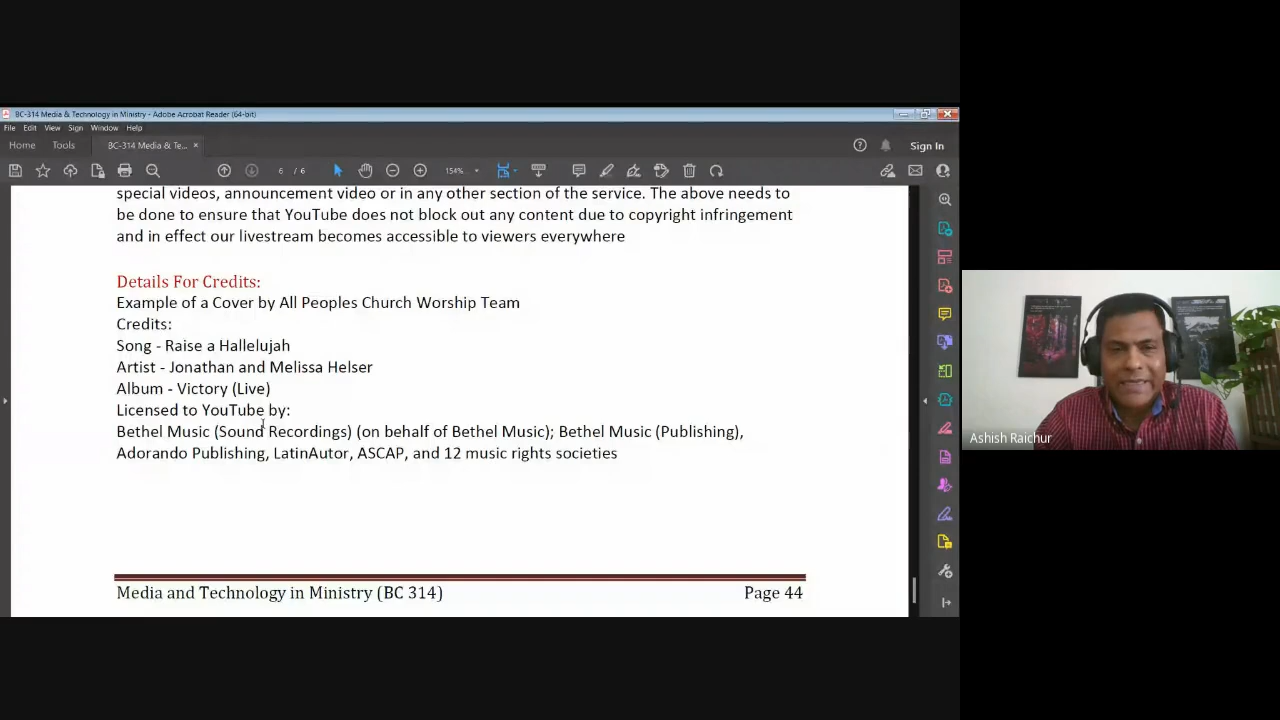 BC-314 Media & Technology in Ministry - Adobe Acrobat Reader (64-bit)
File Edit View Sign Window Help
Home Tools BC-314 Media & Te... × Sign In
6 / 6 154%
special videos, announcement video or in any other section of the service. The above needs to
be done to ensure that YouTube does not block out any content due to copyright infringement
and in effect our livestream becomes accessible to viewers everywhere
Details For Credits:
Example of a Cover by All Peoples Church Worship Team
Credits:
Song - Raise a Hallelujah
Artist - Jonathan and Melissa Helser
Album - Victory (Live)
Licensed to YouTube by:
Bethel Music (Sound Recordings) (on behalf of Bethel Music); Bethel Music (Publishing),
Adorando Publishing, LatinAutor, ASCAP, and 12 music rights societies
Media and Technology in Ministry (BC 314) Page 44
Ashish Raichur